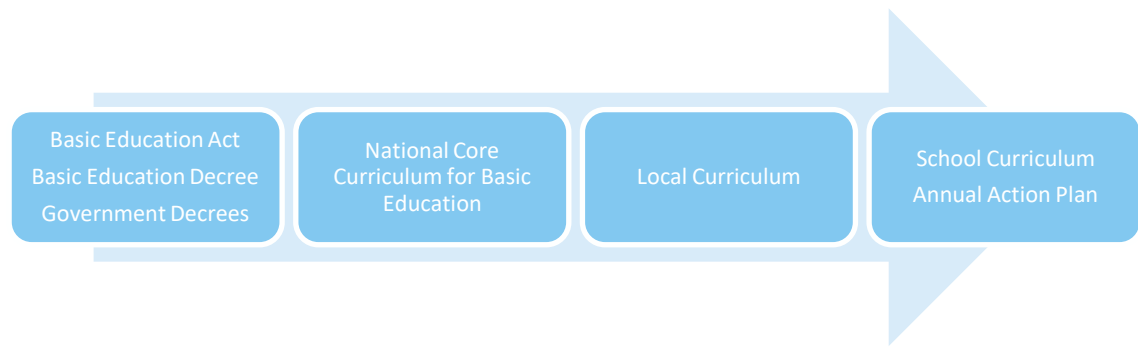 Basic Education Act
Basic Education Decree
Government Decrees
National Core
Curriculum for Basic
Education
Local Curriculum
School Curriculum
Annual Action Plan